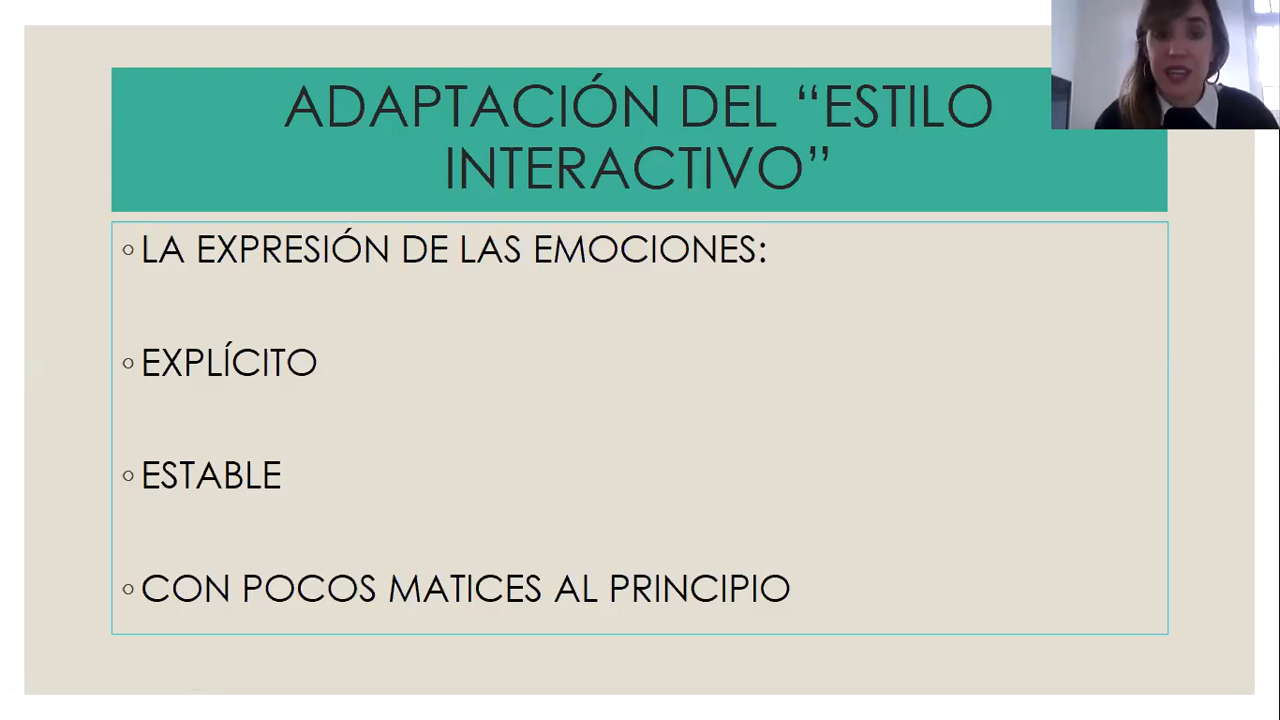 ADAPTACIÓN DEL “ESTILO
INTERACTIVO”
◦LA EXPRESIÓN DE LAS EMOCIONES:
◦EXPLÍCITO
◦ESTABLE
◦CON POCOS MATICES AL PRINCIPIO